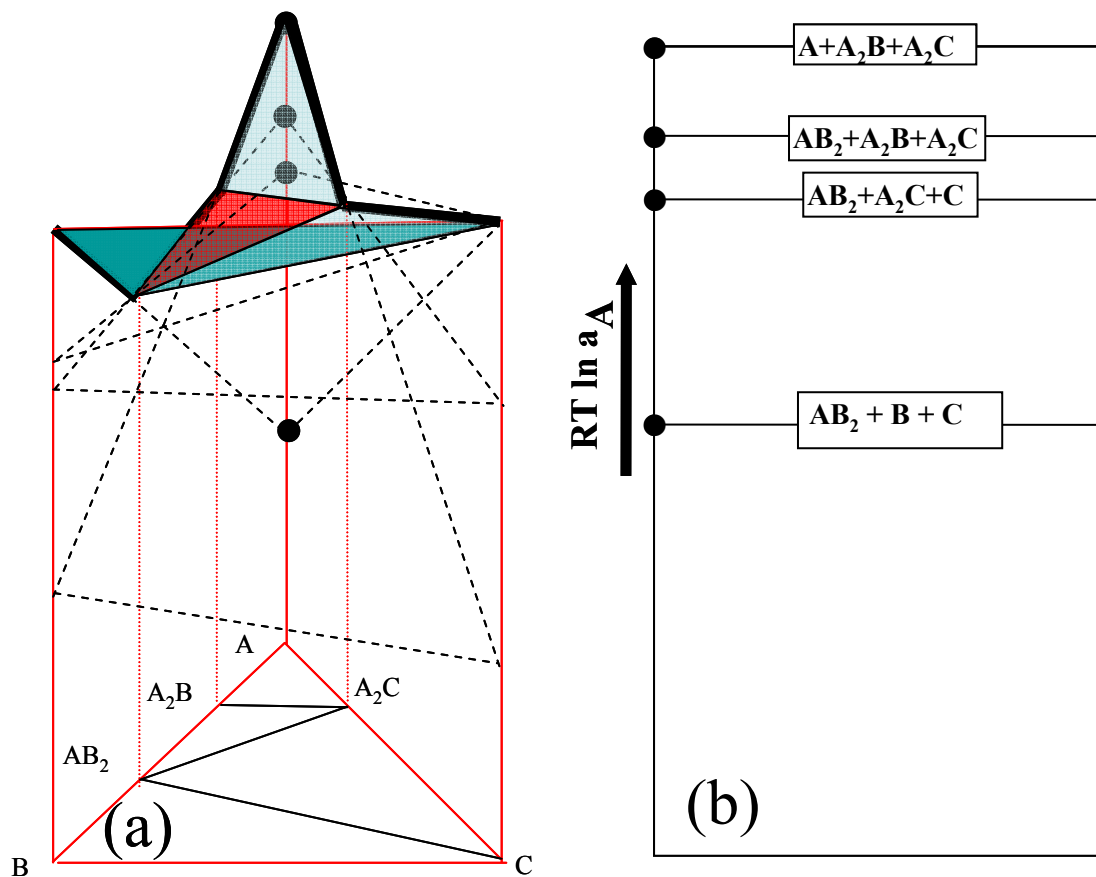 A
A₂B
A₂C
AB₂
(a)
B
C
A+A₂B+A₂C
AB₂+A₂B+A₂C
AB₂+A₂C+C
RT ln a_A
AB₂ + B + C
(b)